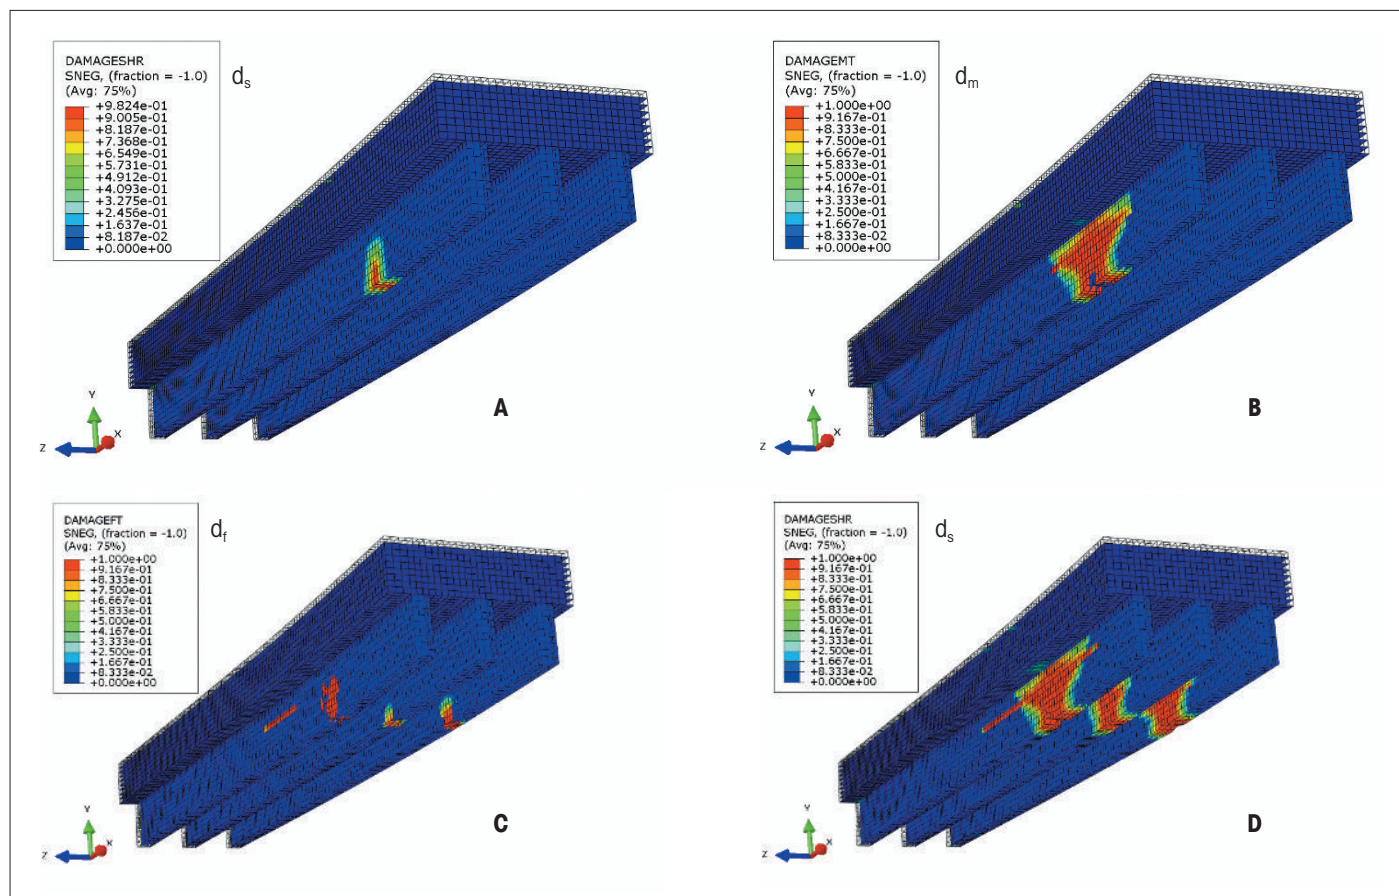 DAMAGESHR
SNEG, (fraction = -1.0)
(Avg: 75%)
+9.824e-01
+9.005e-01
+8.187e-01
+7.368e-01
+6.549e-01
+5.731e-01
+4.912e-01
+4.093e-01
+3.275e-01
+2.456e-01
+1.637e-01
+8.187e-02
+0.000e+00
ds
Y
X
Z
A
DAMAGEMT
SNEG, (fraction = -1.0)
(Avg: 75%)
+1.000e+00
+9.167e-01
+8.333e-01
+7.500e-01
+6.667e-01
+5.833e-01
+5.000e-01
+4.167e-01
+3.333e-01
+2.500e-01
+1.667e-01
+8.333e-02
+0.000e+00
dm
Y
X
Z
B
DAMAGEFT
SNEG, (fraction = -1.0)
(Avg: 75%)
+1.000e+00
+9.167e-01
+8.333e-01
+7.500e-01
+6.667e-01
+5.833e-01
+5.000e-01
+4.167e-01
+3.333e-01
+2.500e-01
+1.667e-01
+8.333e-02
+0.000e+00
df
Y
X
Z
C
DAMAGESHR
SNEG, (fraction = -1.0)
(Avg: 75%)
+1.000e+00
+9.167e-01
+8.333e-01
+7.500e-01
+6.667e-01
+5.833e-01
+5.000e-01
+4.167e-01
+3.333e-01
+2.500e-01
+1.667e-01
+8.333e-02
+0.000e+00
ds
Y
X
Z
D